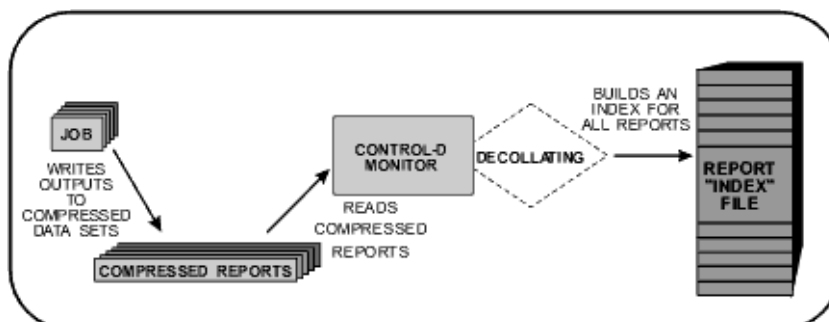 JOB
WRITES
OUTPUTS
TO
COMPRESSED
DATA SETS
COMPRESSED REPORTS
CONTROL-D
MONITOR
READS
COMPRESSED
REPORTS
DECOLLATING
BUILDS AN
INDEX FOR
ALL REPORTS
REPORT
"INDEX"
FILE